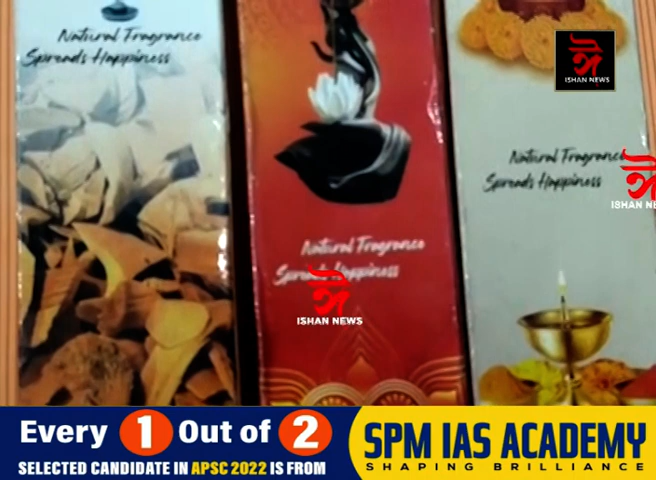 Natural Fragrance
Spreads Happiness
Natural Fragrance
Spreads Happiness
Natural Fragrance
Spreads Happiness
ঈ
ISHAN NEWS
ঈ
ISHAN NE
ঈ
ISHAN NEWS
Every 1 Out of 2
SELECTED CANDIDATE IN APSC 2022 IS FROM
SPM IAS ACADEMY
SHAPING BRILLIANCE